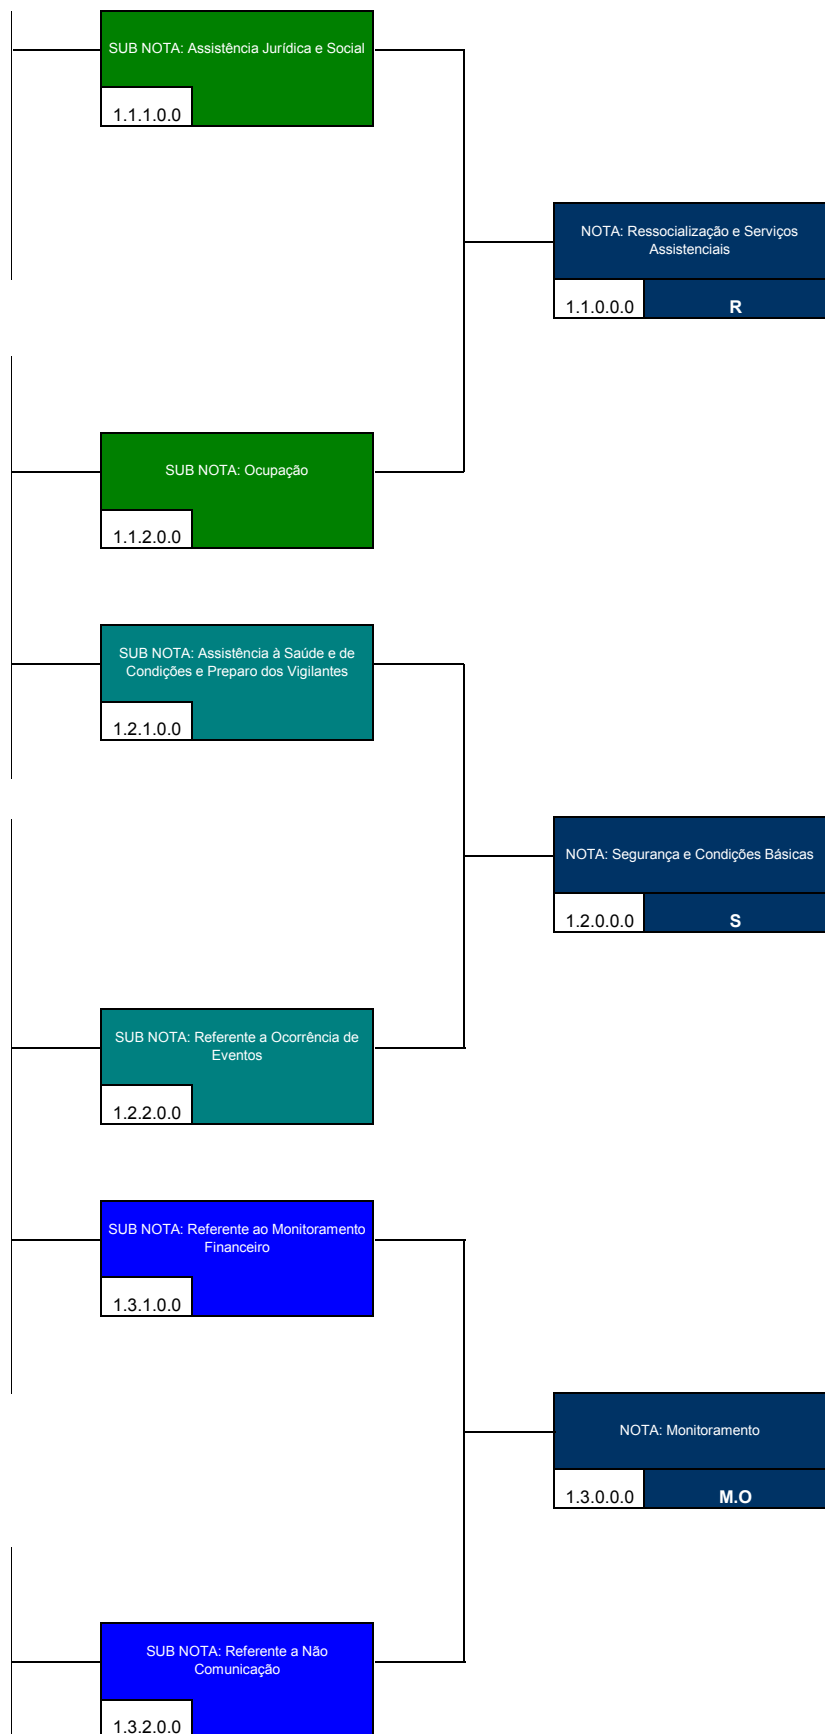 SUB NOTA: Assistência Jurídica e Social
1.1.1.0.0
NOTA: Ressocialização e Serviços
Assistenciais
1.1.0.0.0
R
SUB NOTA: Ocupação
1.1.2.0.0
SUB NOTA: Assistência à Saúde e de
Condições e Preparo dos Vigilantes
1.2.1.0.0
NOTA: Segurança e Condições Básicas
1.2.0.0.0
S
SUB NOTA: Referente a Ocorrência de
Eventos
1.2.2.0.0
SUB NOTA: Referente ao Monitoramento
Financeiro
1.3.1.0.0
NOTA: Monitoramento
1.3.0.0.0
M.O
SUB NOTA: Referente a Não
Comunicação
1.3.2.0.0